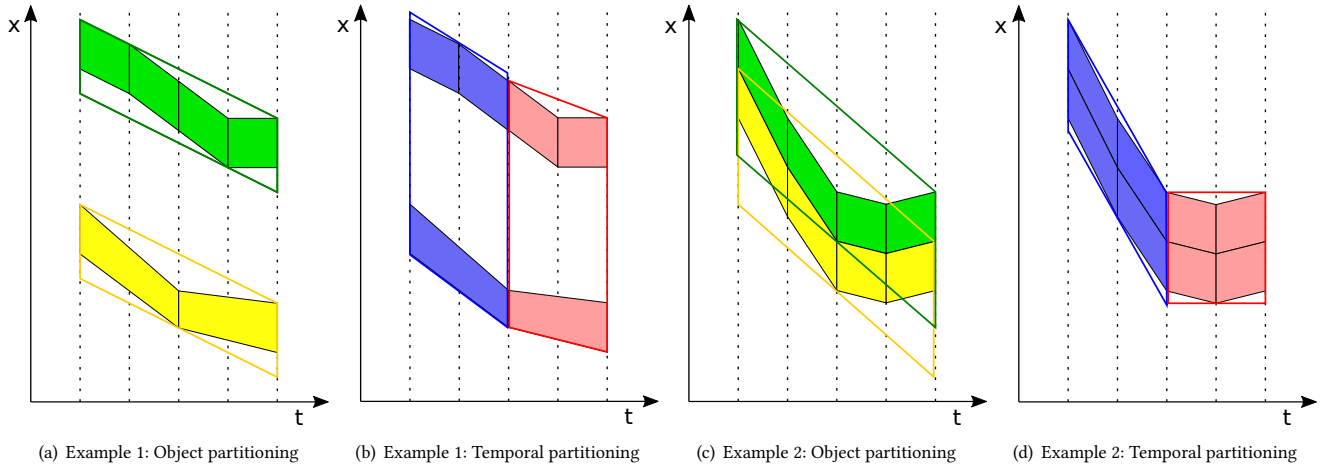 x
t
x
t
x
t
x
t
(a) Example 1: Object partitioning
(b) Example 1: Temporal partitioning
(c) Example 2: Object partitioning
(d) Example 2: Temporal partitioning